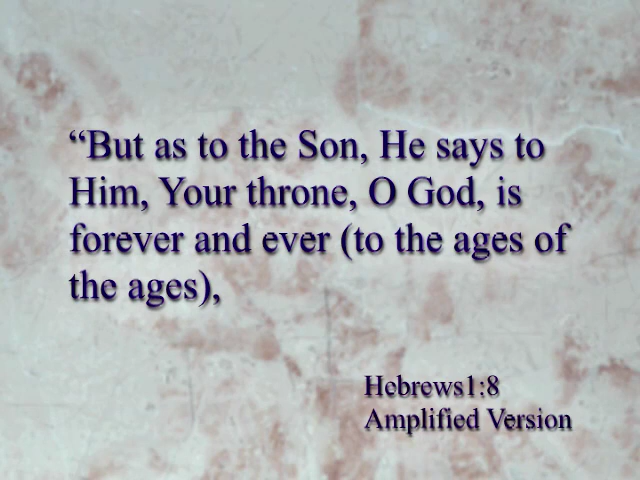 “But as to the Son, He says to
Him, Your throne, O God, is
forever and ever (to the ages of
the ages),
Hebrews1:8
Amplified Version